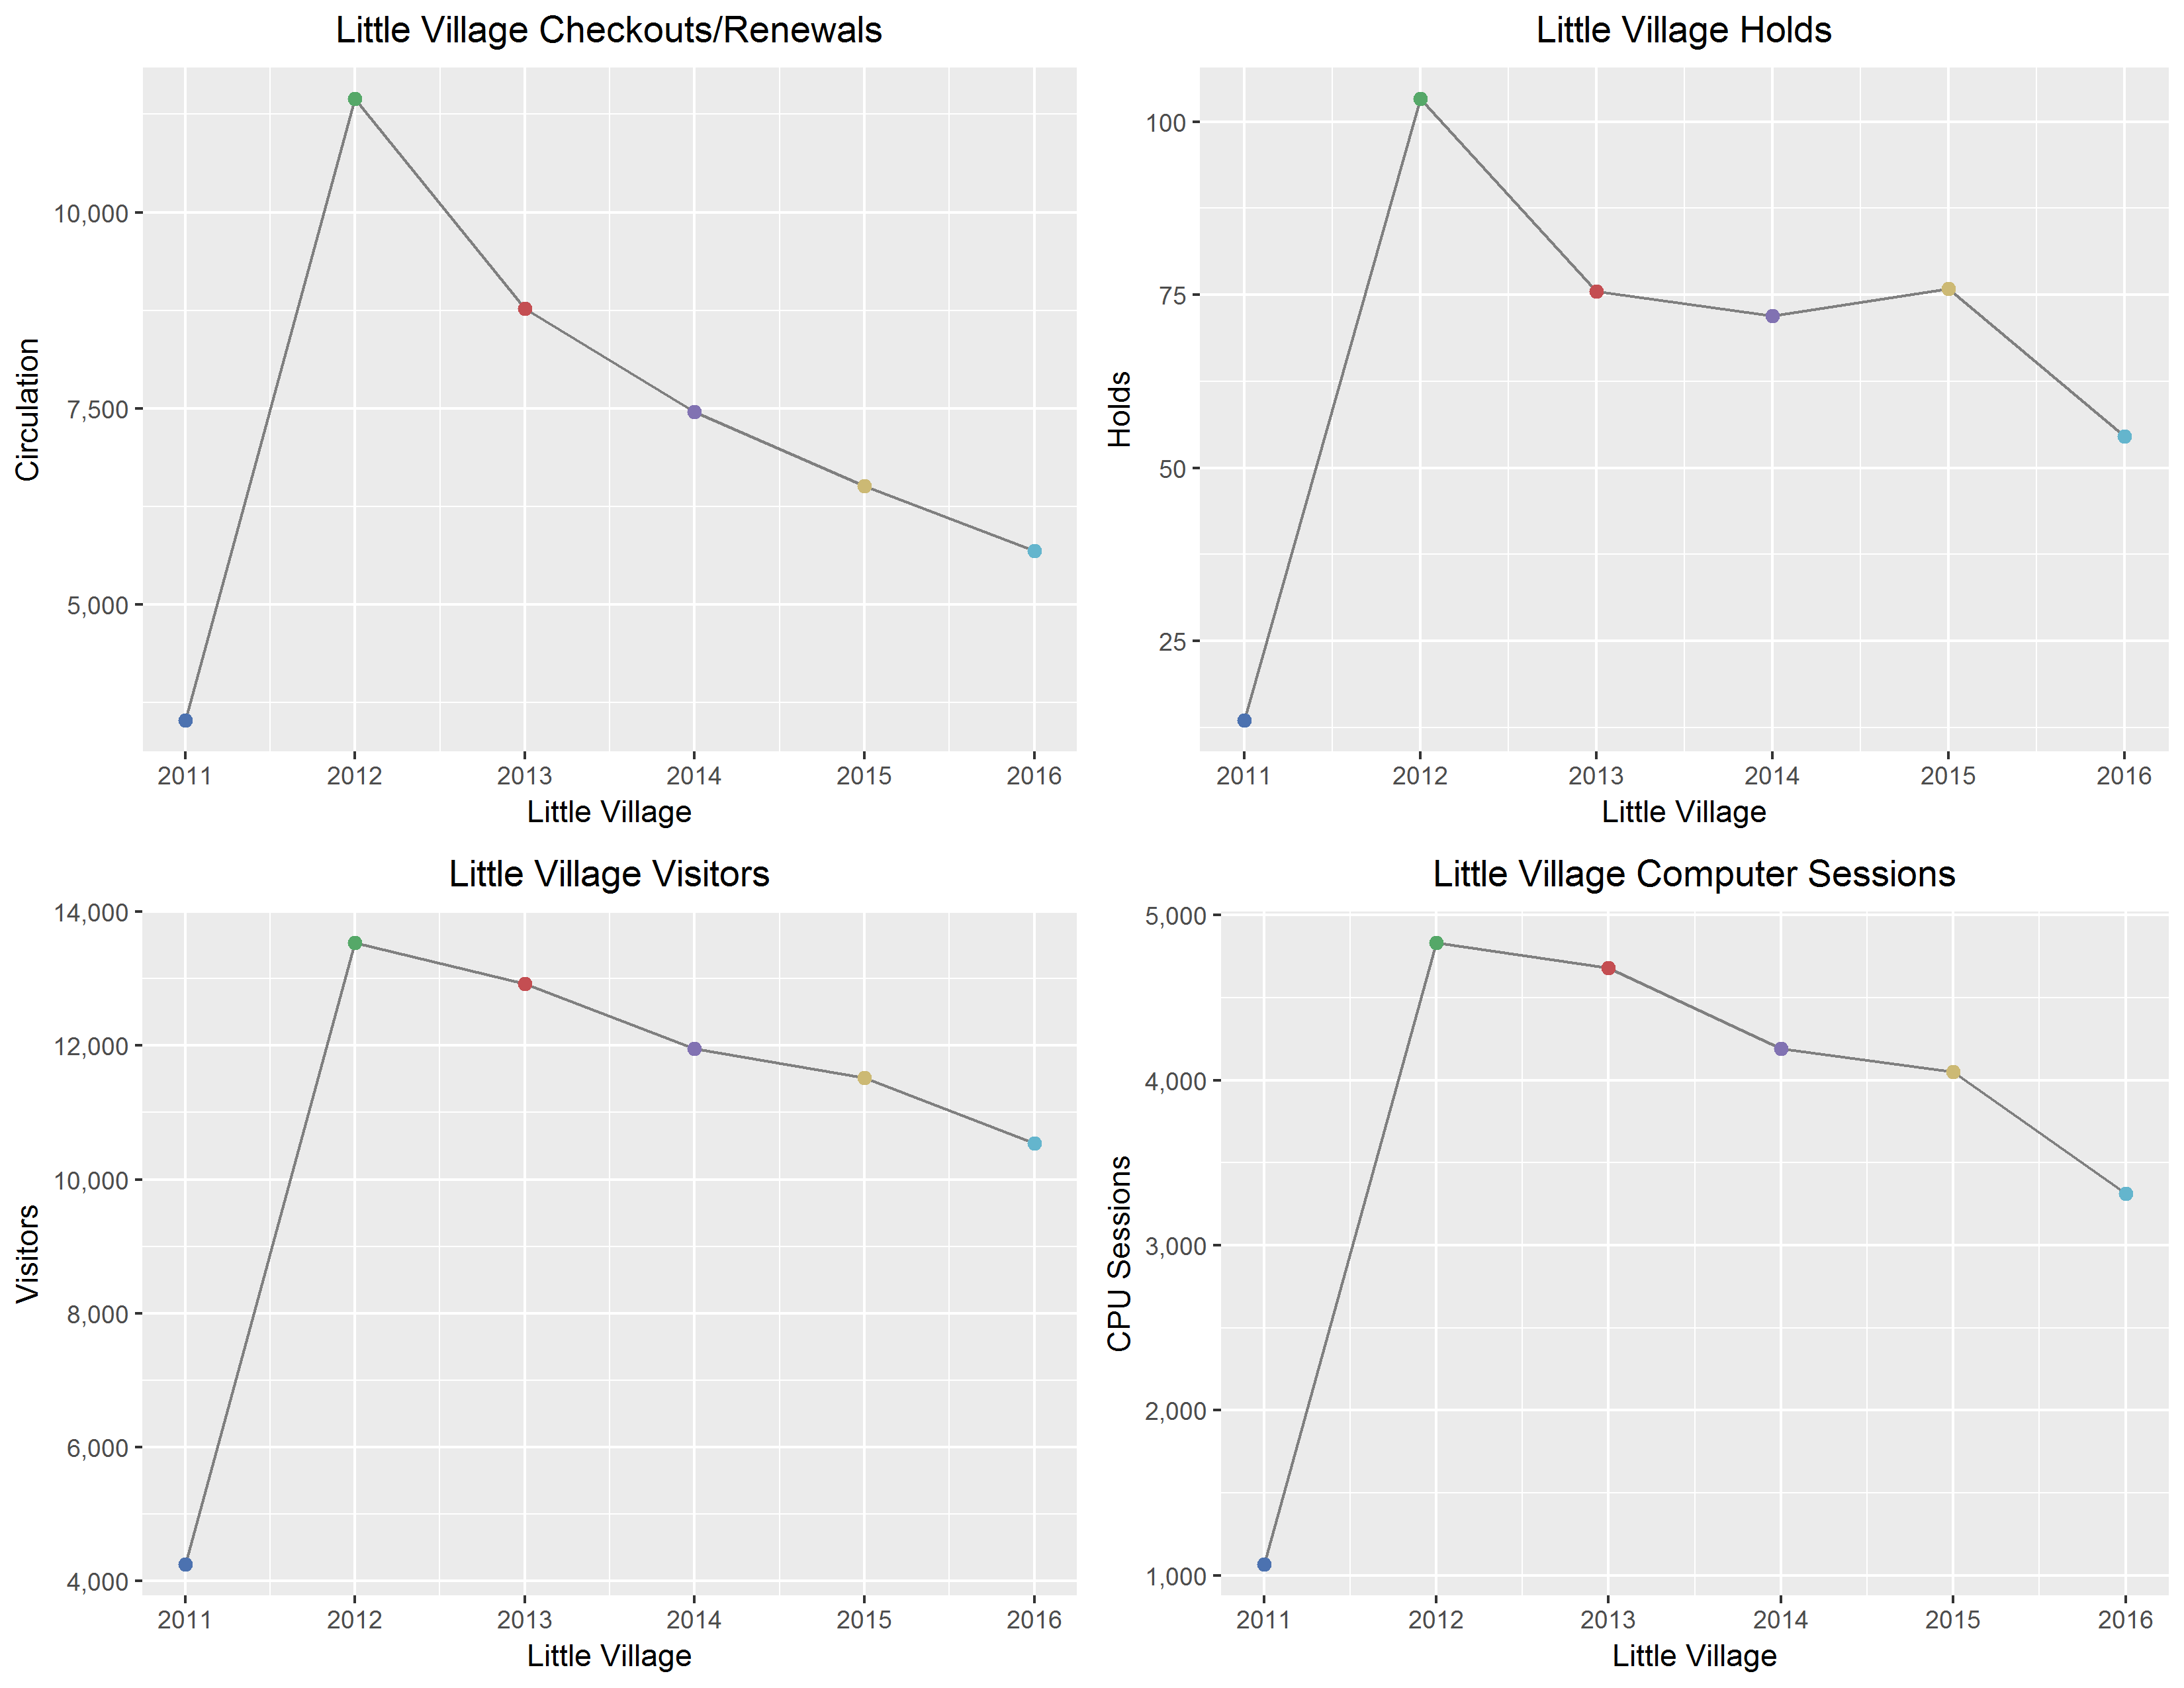 Little Village Checkouts/Renewals
Circulation
10,000
7,500
5,000
2011 2012 2013 2014 2015 2016
Little Village
Little Village Holds
Holds
100
75
50
25
2011 2012 2013 2014 2015 2016
Little Village
Little Village Visitors
Visitors
14,000
12,000
10,000
8,000
6,000
4,000
2011 2012 2013 2014 2015 2016
Little Village
Little Village Computer Sessions
CPU Sessions
5,000
4,000
3,000
2,000
1,000
2011 2012 2013 2014 2015 2016
Little Village